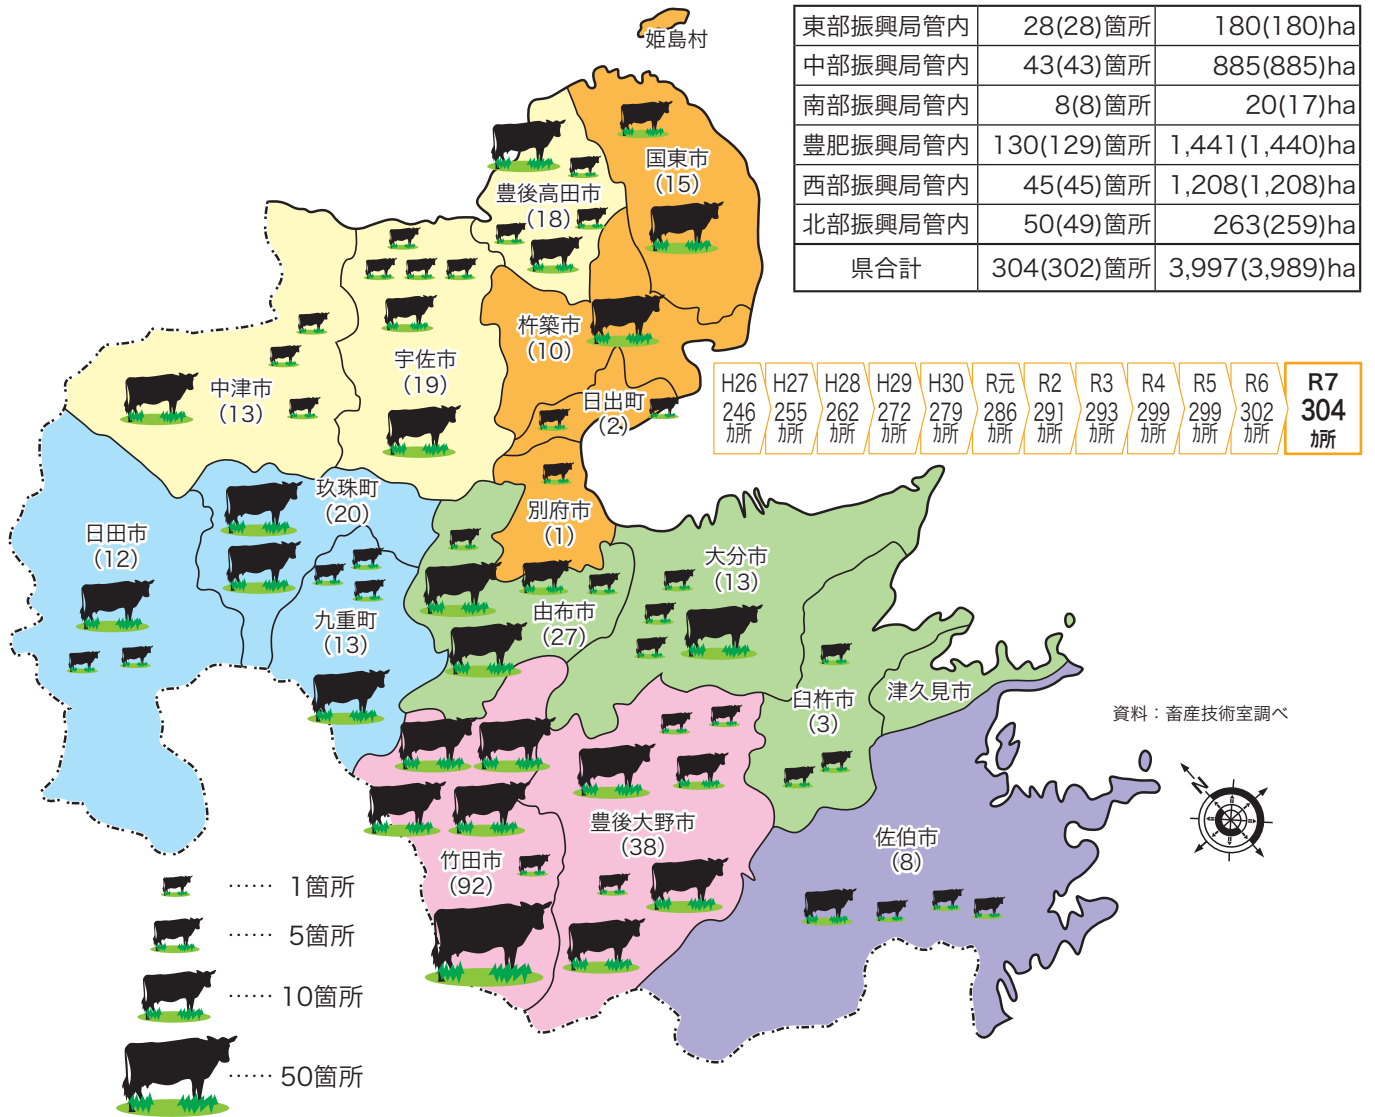 姫島村
東部振興局管内 28(28)箇所 180(180)ha
中部振興局管内 43(43)箇所 885(885)ha
南部振興局管内 8(8)箇所 20(17)ha
豊肥振興局管内 130(129)箇所 1,441(1,440)ha
西部振興局管内 45(45)箇所 1,208(1,208)ha
北部振興局管内 50(49)箇所 263(259)ha
県合計 304(302)箇所 3,997(3,989)ha
国東市
(15)
豊後高田市
(18)
杵築市
(10)
宇佐市
(19)
中津市
(13)
日出町
(2)
H26
246
カ所
H27
255
カ所
H28
262
カ所
H29
272
カ所
H30
279
カ所
R元
286
カ所
R2
291
カ所
R3
293
カ所
R4
299
カ所
R5
299
カ所
R6
302
カ所
R7
304
カ所
玖珠町
(20)
別府市
(1)
日田市
(12)
大分市
(13)
九重町
(13)
由布市
(27)
臼杵市
(3)
津久見市
資料：畜産技術室調べ
N
豊後大野市
(38)
竹田市
(92)
佐伯市
(8)
…… 1箇所
…… 5箇所
…… 10箇所
…… 50箇所